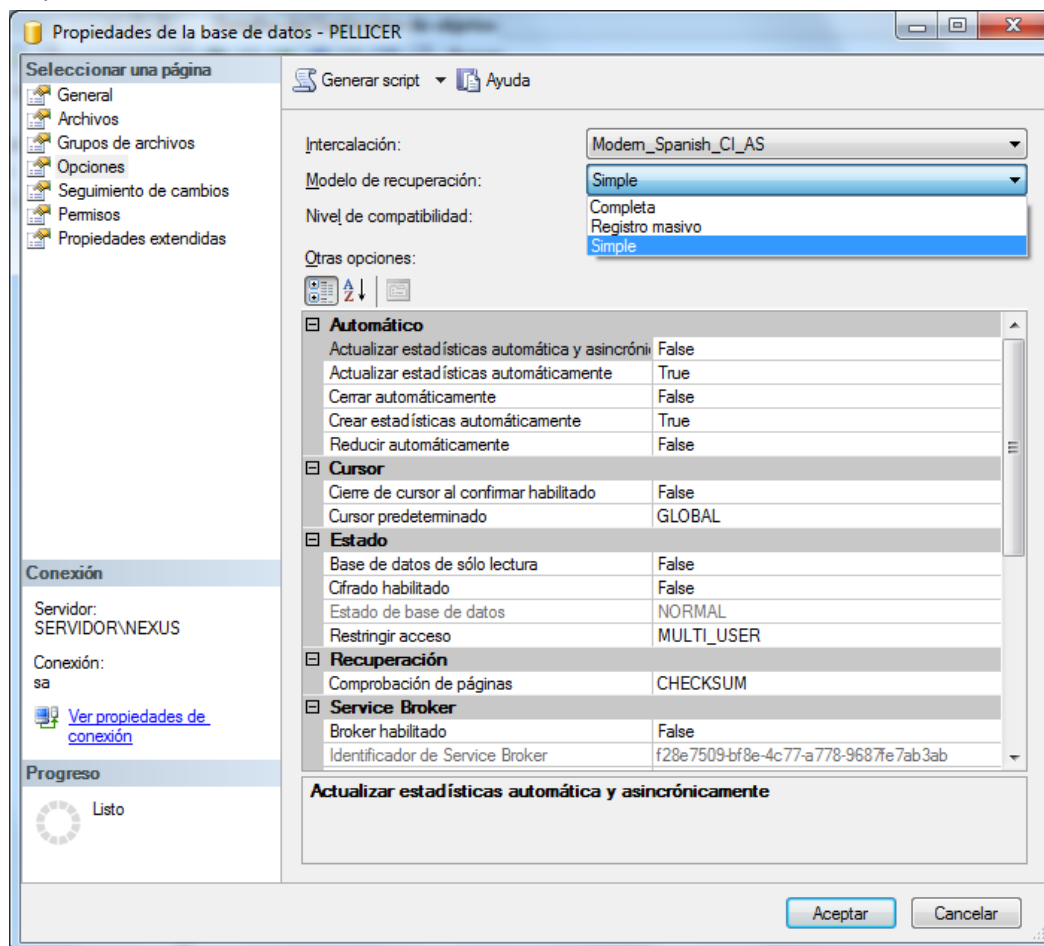 Propiedades de la base de datos - PELLICER
Seleccionar una página
General
Archivos
Grupos de archivos
Opciones
Seguimiento de cambios
Permisos
Propiedades extendidas
Conexión
Servidor:
SERVIDOR\NEXUS
Conexión:
sa
Ver propiedades de
conexión
Progreso
Listo
Generar script
Ayuda
Intercalación: Modern_Spanish_CI_AS
Modelo de recuperación: Simple
Completa
Nivel de compatibilidad:
Registro masivo
Simple
Otras opciones:
Automático
Actualizar estadísticas automática y asincróni False
Actualizar estadísticas automáticamente True
Cerrar automáticamente False
Crear estadísticas automáticamente True
Reducir automáticamente False
Cursor
Cierre de cursor al confirmar habilitado False
Cursor predeterminado GLOBAL
Estado
Base de datos de sólo lectura False
Cifrado habilitado False
Estado de base de datos NORMAL
Restringir acceso MULTI_USER
Recuperación
Comprobación de páginas CHECKSUM
Service Broker
Broker habilitado False
Identificador de Service Broker f28e7509-bf8e-4c77-a778-9687fe7ab3ab
Actualizar estadísticas automática y asincrónicamente
Aceptar
Cancelar